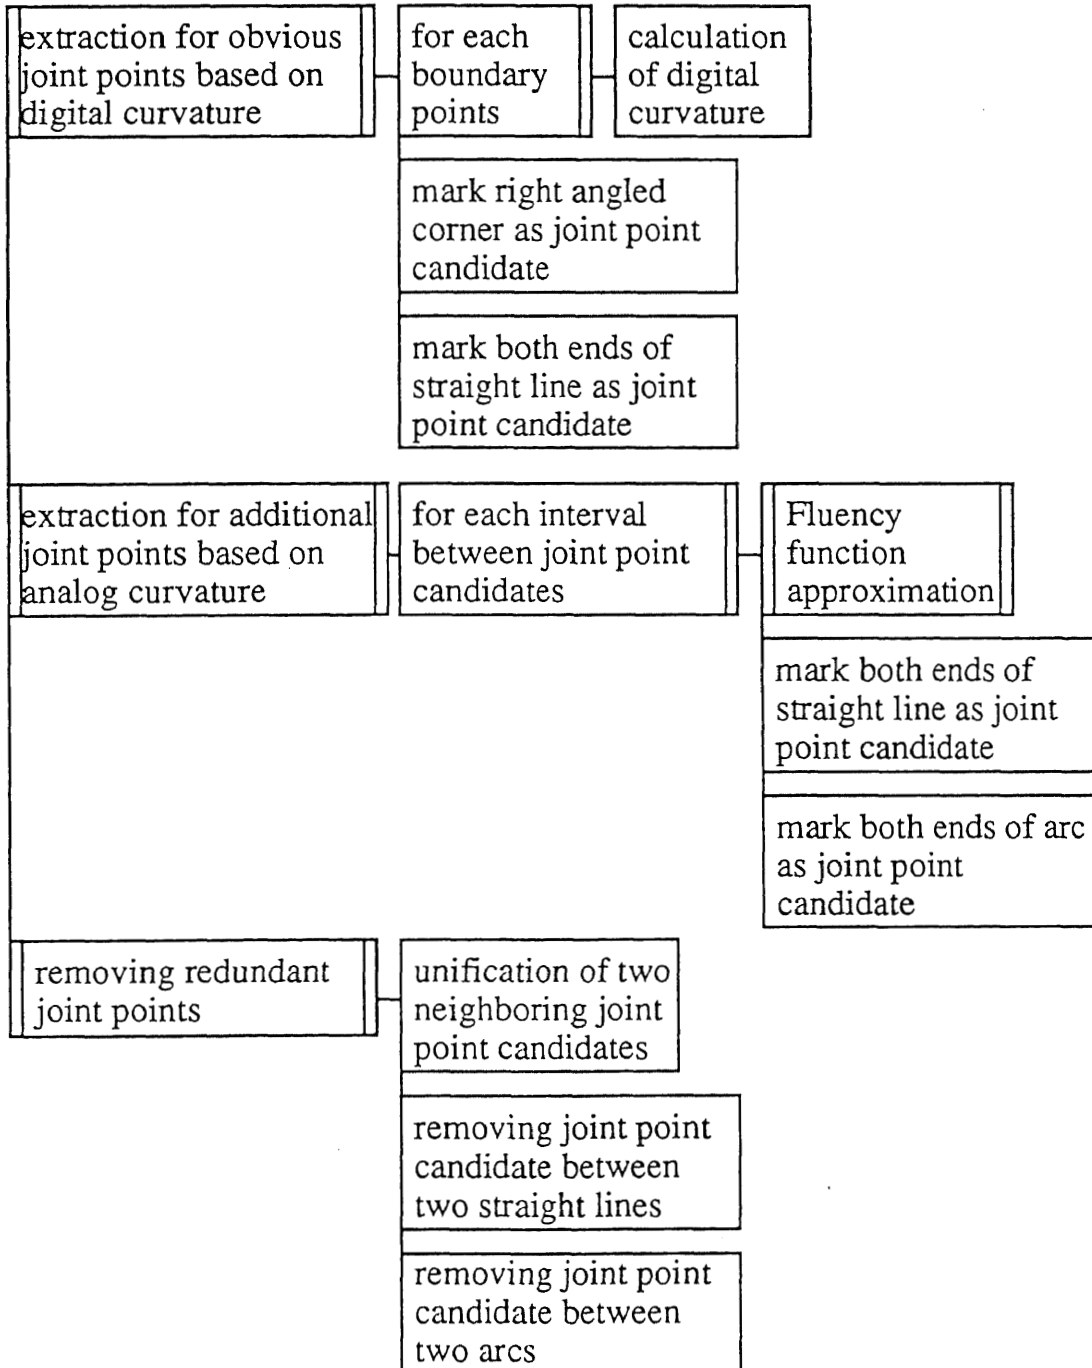 extraction for obvious
joint points based on
digital curvature
for each
boundary
points
calculation
of digital
curvature
mark right angled
corner as joint point
candidate
mark both ends of
straight line as joint
point candidate
extraction for additional
joint points based on
analog curvature
for each interval
between joint point
candidates
Fluency
function
approximation
mark both ends of
straight line as joint
point candidate
mark both ends of arc
as joint point
candidate
removing redundant
joint points
unification of two
neighboring joint
point candidates
removing joint point
candidate between
two straight lines
removing joint point
candidate between
two arcs